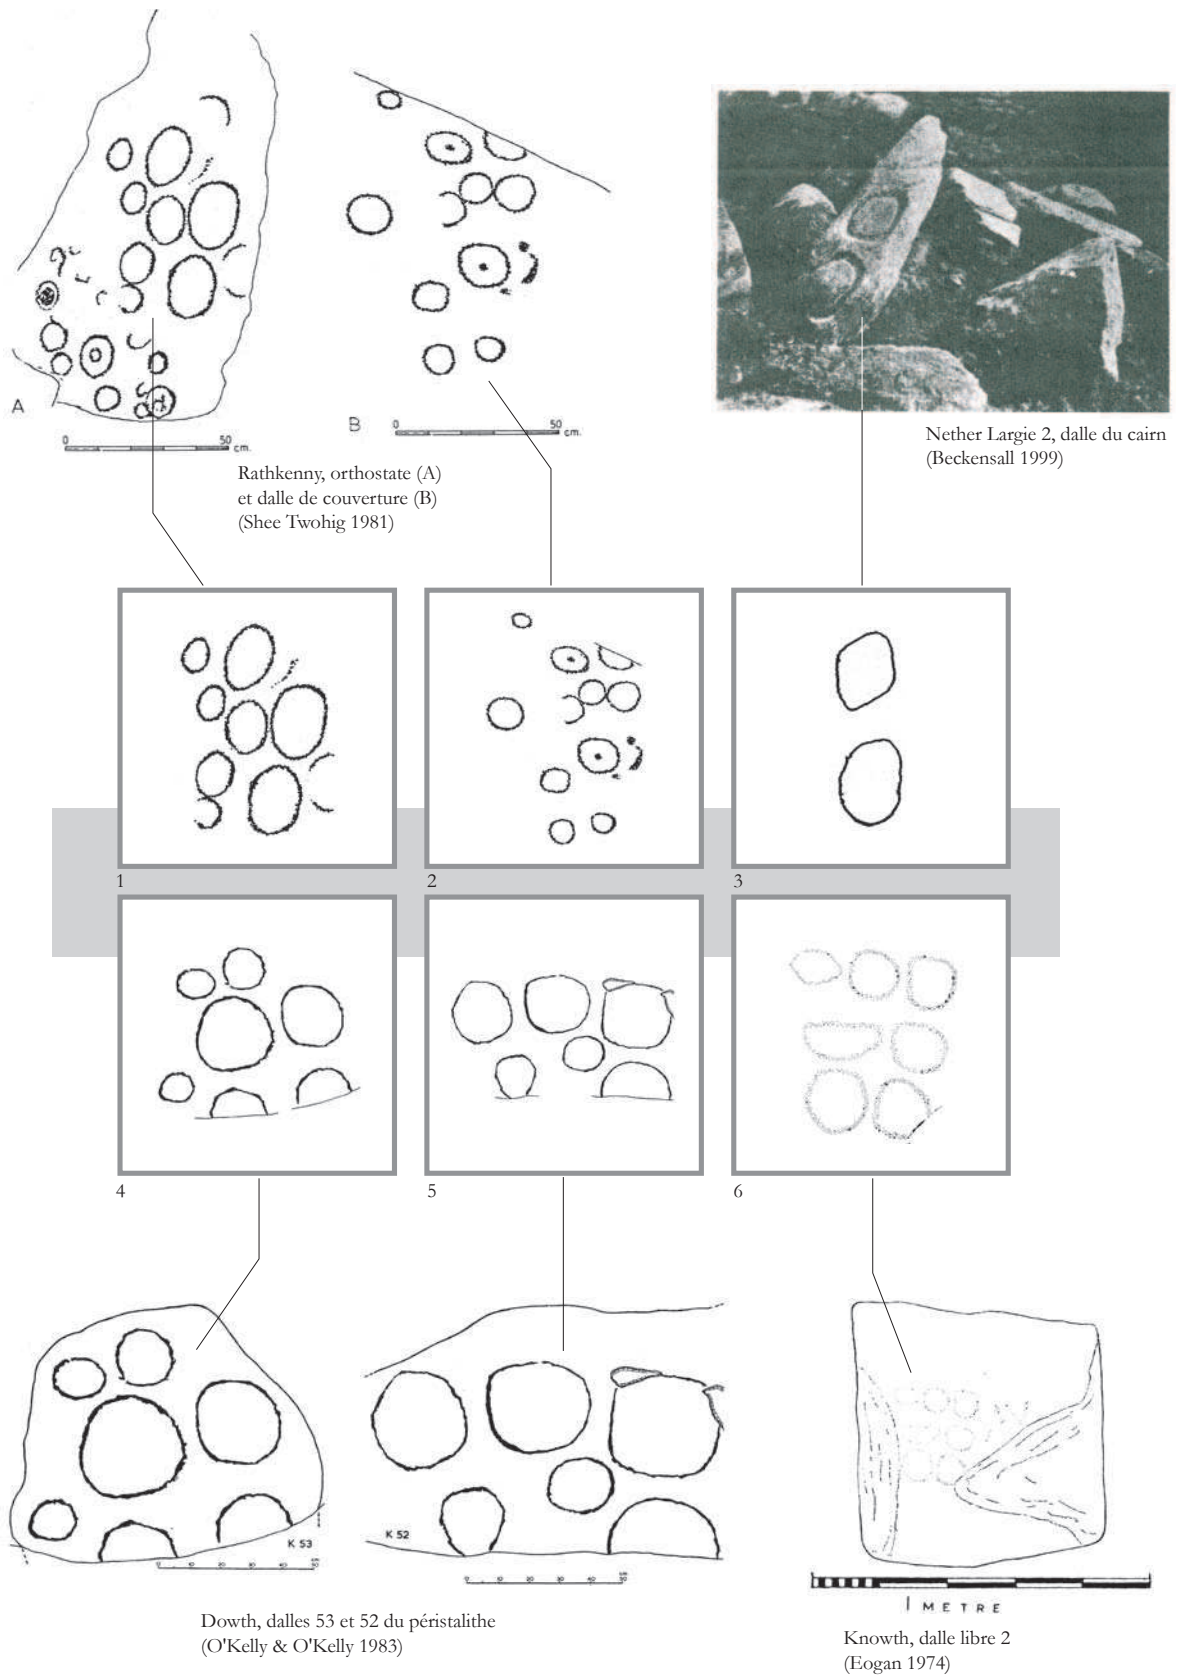 A
0
50
cm.
B
0
50
cm.
Rathkenny, orthostate (A)
et dalle de couverture (B)
(Shee Twohig 1981)
Nether Largie 2, dalle du cairn
(Beckensall 1999)
1
2
3
4
5
6
K 53
K 52
1 METRE
Dowth, dalles 53 et 52 du péristalithe
(O'Kelly & O'Kelly 1983)
Knowth, dalle libre 2
(Eogan 1974)